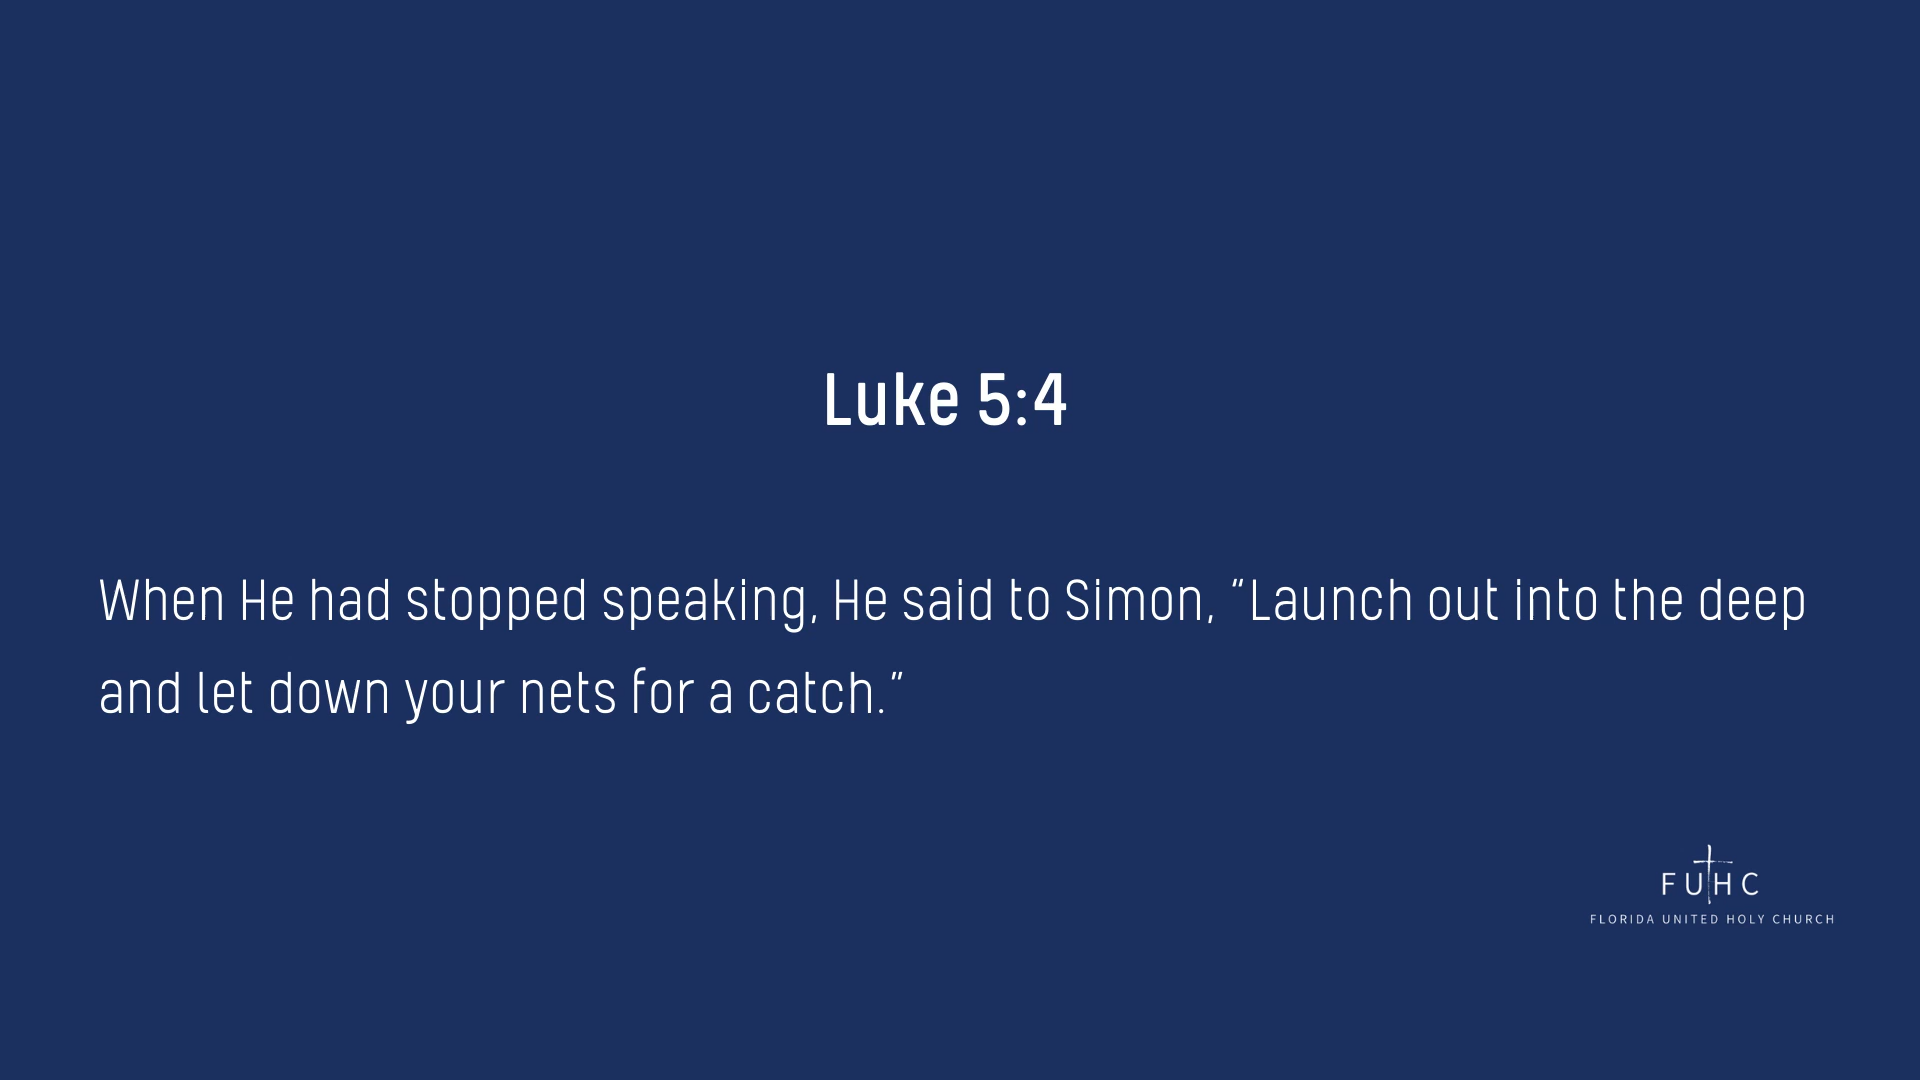 Luke 5:4
When He had stopped speaking, He said to Simon, “Launch out into the deep
and let down your nets for a catch.”
FUHC
FLORIDA UNITED HOLY CHURCH